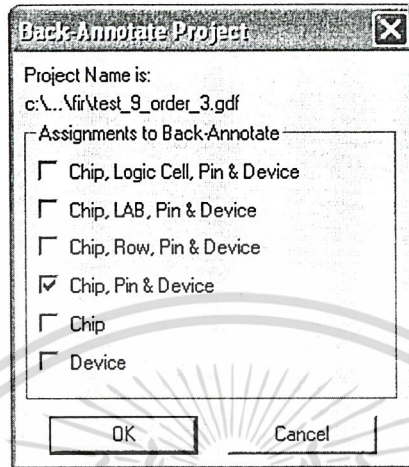 Back-Annotate Project
Project Name is:
c:\...\fir\test_9_order_3.gdf
Assignments to Back-Annotate
Chip, Logic Cell, Pin & Device
Chip, LAB, Pin & Device
Chip, Row, Pin & Device
Chip, Pin & Device
Chip
Device
OK
Cancel